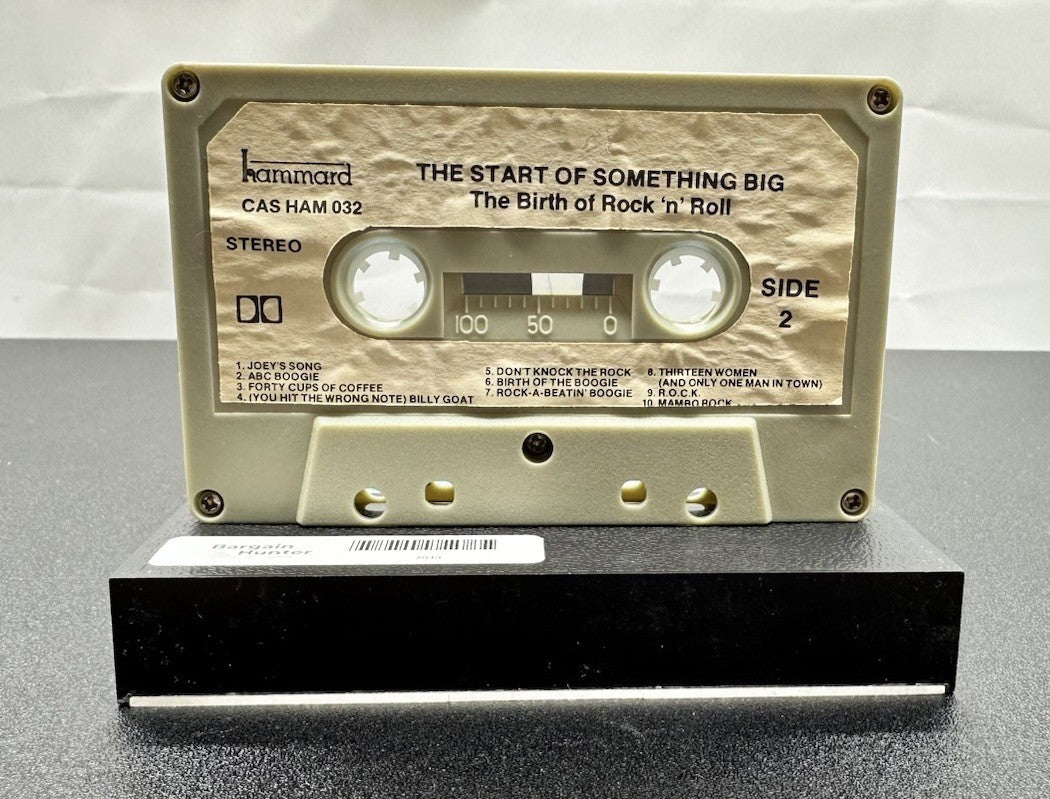 hammard
CAS HAM 032
THE START OF SOMETHING BIG
The Birth of Rock 'n' Roll
STEREO
SIDE
2
100 50 0
1. JOEY'S SONG
2. ABC BOOGIE
3. FORTY CUPS OF COFFEE
4. (YOU HIT THE WRONG NOTE) BILLY GOAT
5. DON'T KNOCK THE ROCK
6. BIRTH OF THE BOOGIE
7. ROCK-A-BEATIN' BOOGIE
8. THIRTEEN WOMEN
(AND ONLY ONE MAN IN TOWN)
9. R.O.C.K.
10. MAMBO ROCK
Bargain
Hunter